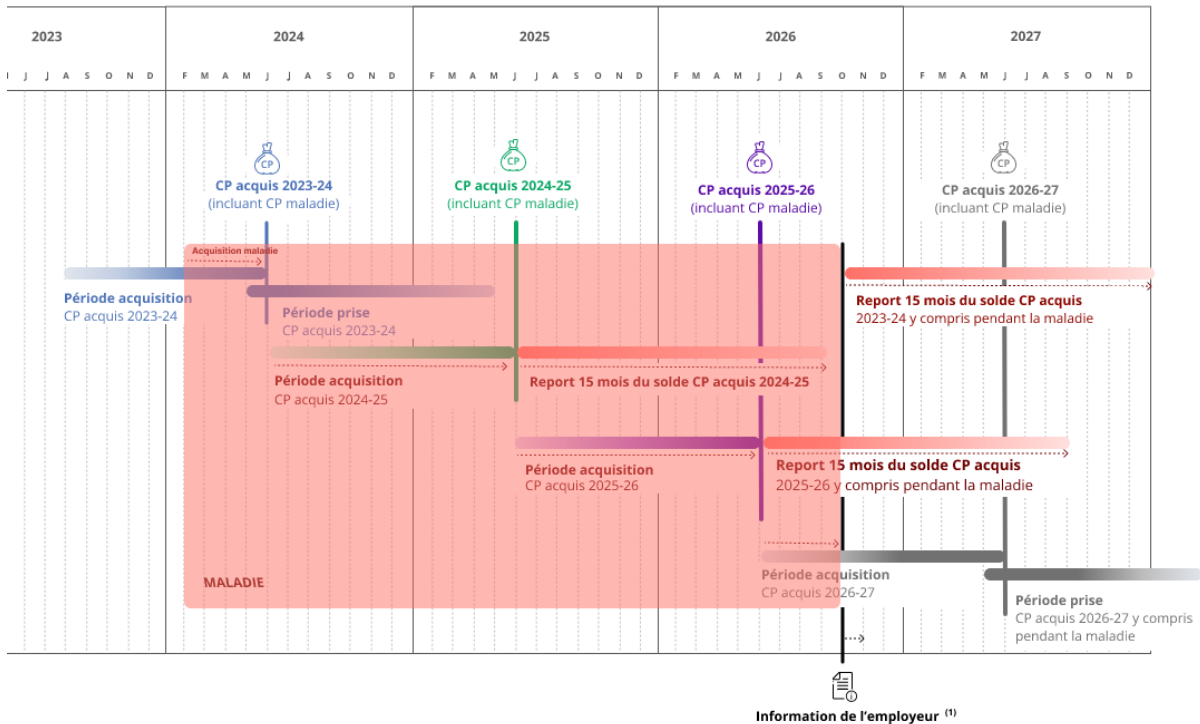 2023 2024 2025 2026 2027
J J A S O N D F M A M J J A S O N D F M A M J J A S O N D F M A M J J A S O N D F M A M J J A S O N D
CP CP CP CP
CP acquis 2023-24
(incluant CP maladie)
CP acquis 2024-25
(incluant CP maladie)
CP acquis 2025-26
(incluant CP maladie)
CP acquis 2026-27
(incluant CP maladie)
Acquisition maladie
Période acquisition
CP acquis 2023-24
Période prise
CP acquis 2023-24
Report 15 mois du solde CP acquis
2023-24 y compris pendant la maladie
Période acquisition
CP acquis 2024-25
Report 15 mois du solde CP acquis 2024-25
Période acquisition
CP acquis 2025-26
Report 15 mois du solde CP acquis
2025-26 y compris pendant la maladie
MALADIE
Période acquisition
CP acquis 2026-27
Période prise
CP acquis 2026-27 y compris
pendant la maladie
Information de l'employeur (1)